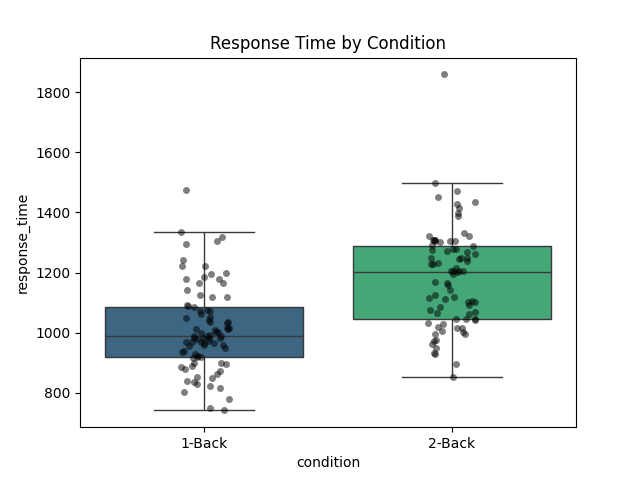 Response Time by Condition
response_time
1800
1600
1400
1200
1000
800
1-Back
2-Back
condition